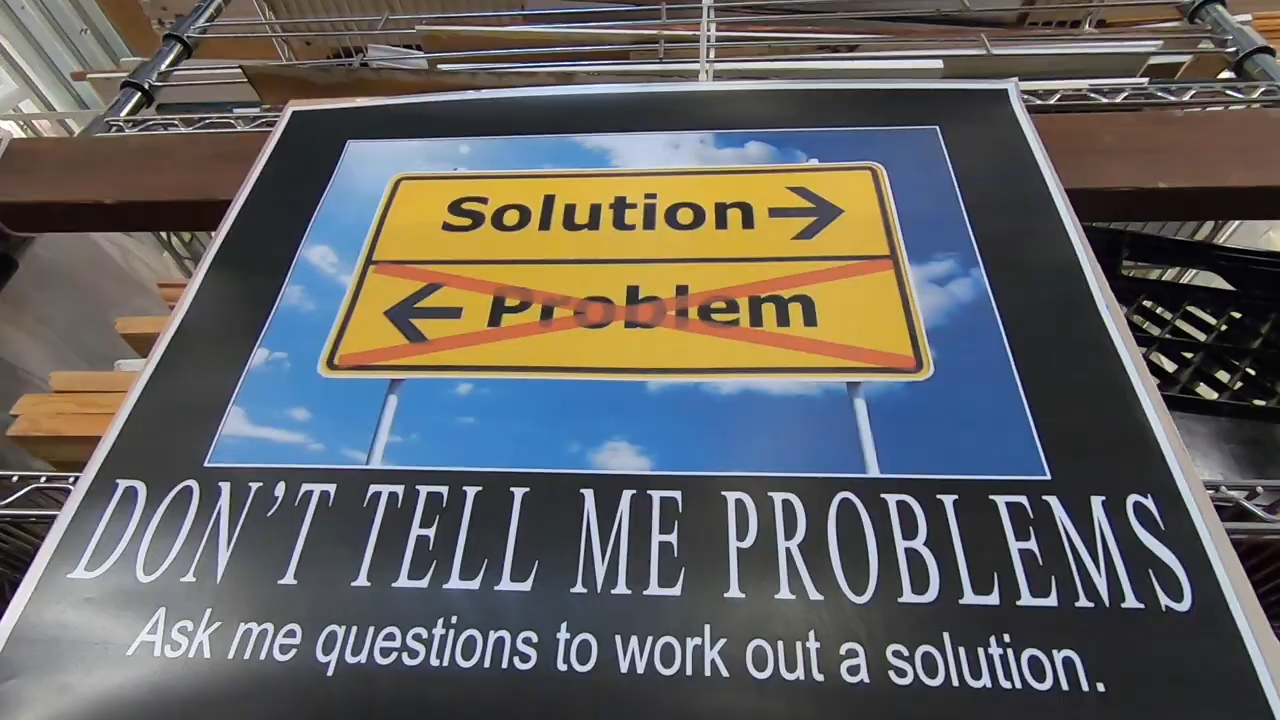 Solution
Problem
DON'T TELL ME PROBLEMS
Ask me questions to work out a solution.